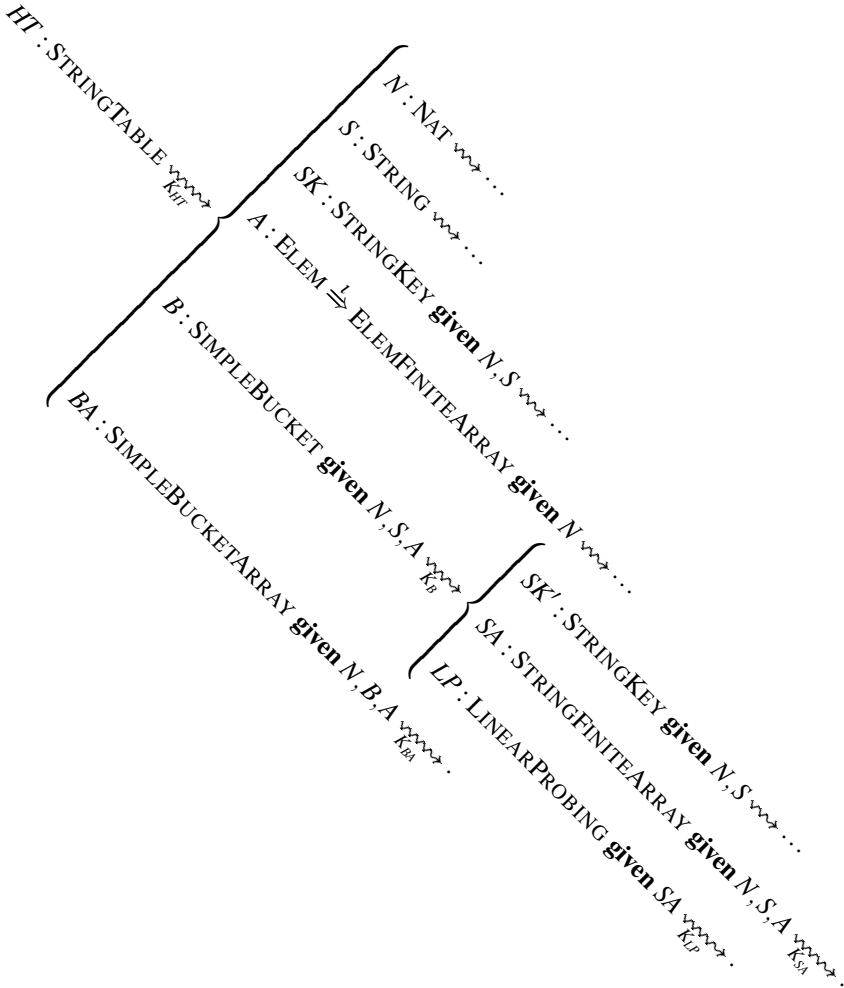 HT : STRINGTABLE ⇝ K_HT
N : NAT ⇝ ...
S : STRING ⇝ ...
SK : STRINGKEY given N, S ⇝ ...
A : ELEM ⇒ι ELEMFINITEARRAY given N ⇝ ...
B : SIMPLEBUCKET given N, S, A ⇝ K_B
SK′ : STRINGKEY given N, S ⇝ ...
SA : STRINGFINITEARRAY given N, S, A ⇝ K_SA .
LP : LINEARPROBING given SA ⇝ K_LP .
BA : SIMPLEBUCKETARRAY given N, B, A ⇝ K_BA .